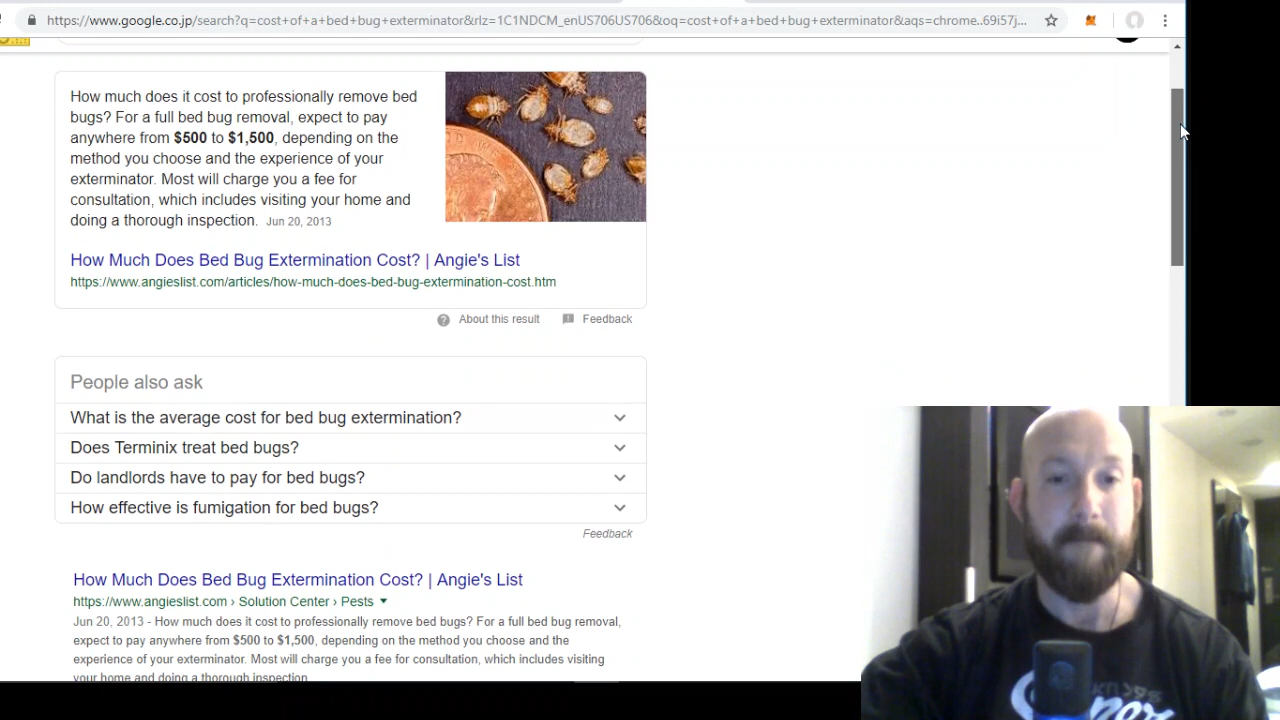 https://www.google.co.jp/search?q=cost+of+a+bed+bug+exterminator&rlz=1C1NDCM_enUS706US706&oq=cost+of+a+bed+bug+exterminator&aqs=chrome..69i57j...
How much does it cost to professionally remove bed
bugs? For a full bed bug removal, expect to pay
anywhere from $500 to $1,500, depending on the
method you choose and the experience of your
exterminator. Most will charge you a fee for
consultation, which includes visiting your home and
doing a thorough inspection. Jun 20, 2013
How Much Does Bed Bug Extermination Cost? | Angie's List
https://www.angieslist.com/articles/how-much-does-bed-bug-extermination-cost.htm
About this result Feedback
People also ask
What is the average cost for bed bug extermination?
Does Terminix treat bed bugs?
Do landlords have to pay for bed bugs?
How effective is fumigation for bed bugs?
Feedback
How Much Does Bed Bug Extermination Cost? | Angie's List
https://www.angieslist.com › Solution Center › Pests
Jun 20, 2013 - How much does it cost to professionally remove bed bugs? For a full bed bug removal,
expect to pay anywhere from $500 to $1,500, depending on the method you choose and the
experience of your exterminator. Most will charge you a fee for consultation, which includes visiting
your home and doing a thorough inspection